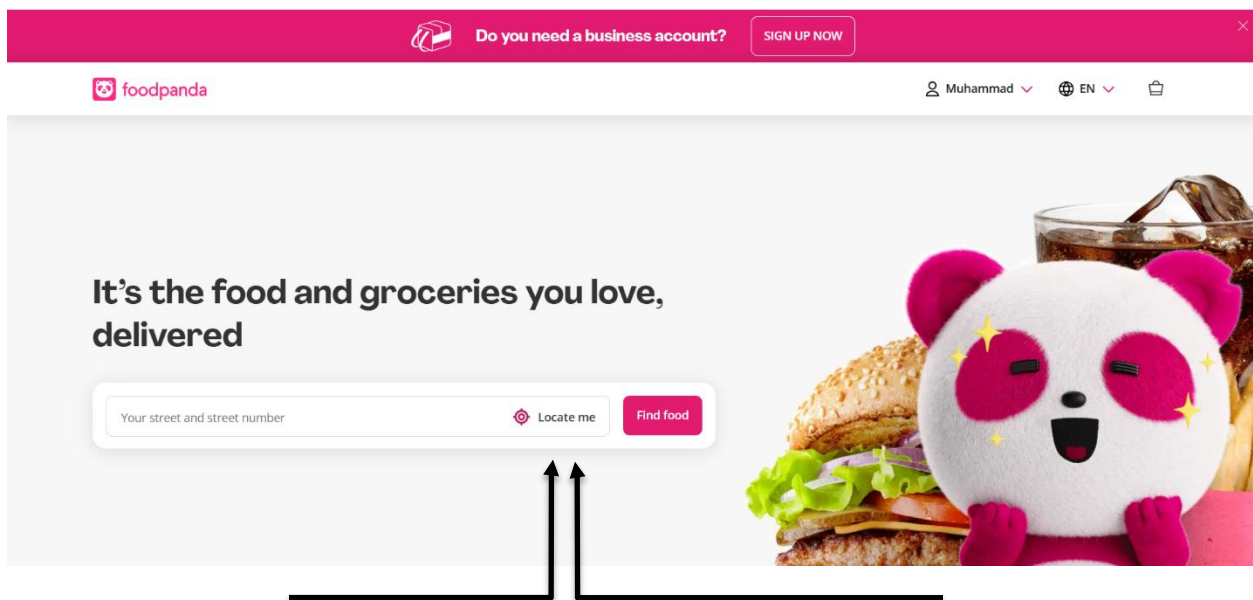 Do you need a business account? SIGN UP NOW
foodpanda Muhammad EN
It's the food and groceries you love,
delivered
Your street and street number Locate me Find food